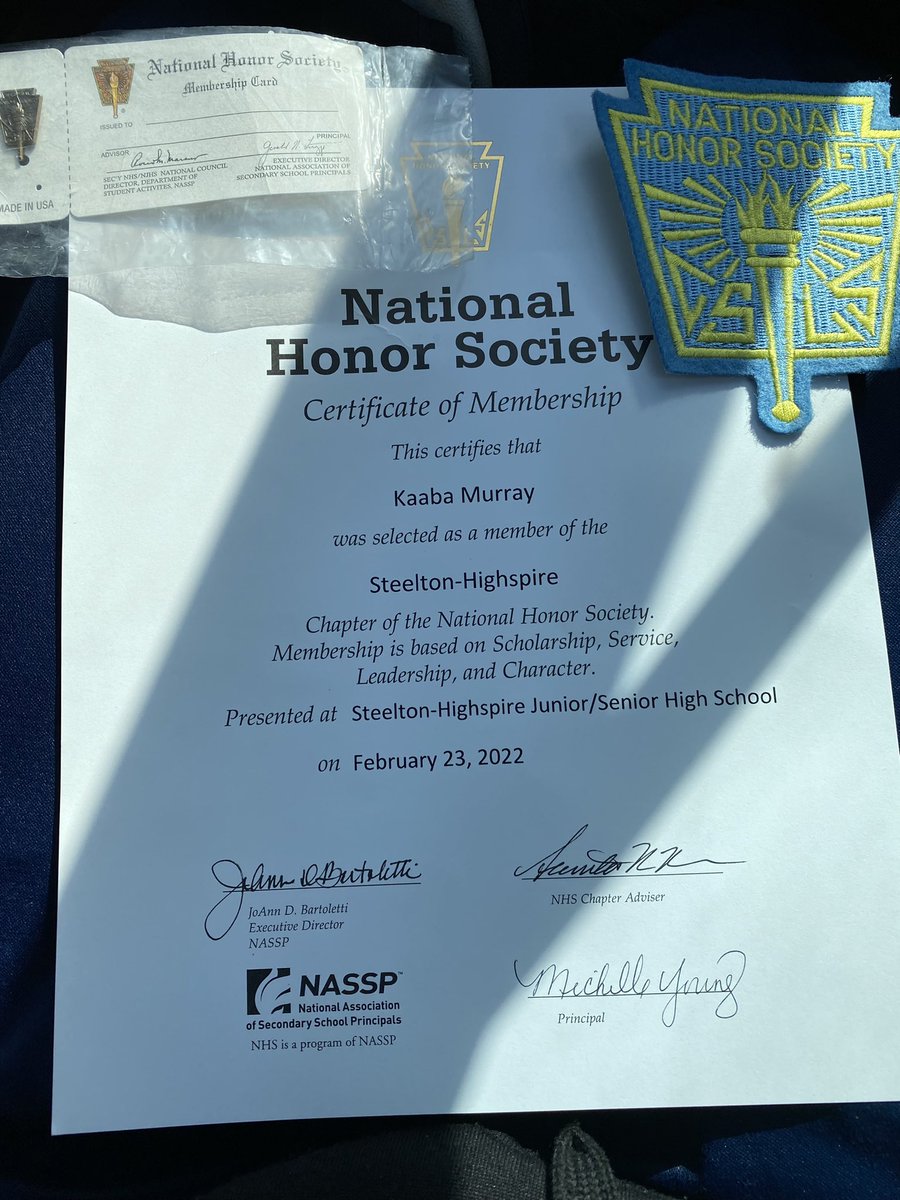 National Honor Society
Membership Card
ISSUED TO
PRINCIPAL
ADVISOR
EXECUTIVE DIRECTOR
NATIONAL ASSOCIATION OF
SECONDARY SCHOOL PRINCIPALS
SEC'Y NHS/NJHS NATIONAL COUNCIL
DIRECTOR, DEPARTMENT OF
STUDENT ACTIVITES, NASSP
MADE IN USA
NATIONAL
HONOR SOCIETY
C S L S
National
Honor Society
Certificate of Membership
This certifies that
Kaaba Murray
was selected as a member of the
Steelton-Highspire
Chapter of the National Honor Society.
Membership is based on Scholarship, Service,
Leadership, and Character.
Presented at Steelton-Highspire Junior/Senior High School
on February 23, 2022
JoAnn D Bartoletti
JoAnn D. Bartoletti
Executive Director
NASSP
NHS Chapter Adviser
Michelle Young
Principal
NASSP™
National Association
of Secondary School Principals
NHS is a program of NASSP